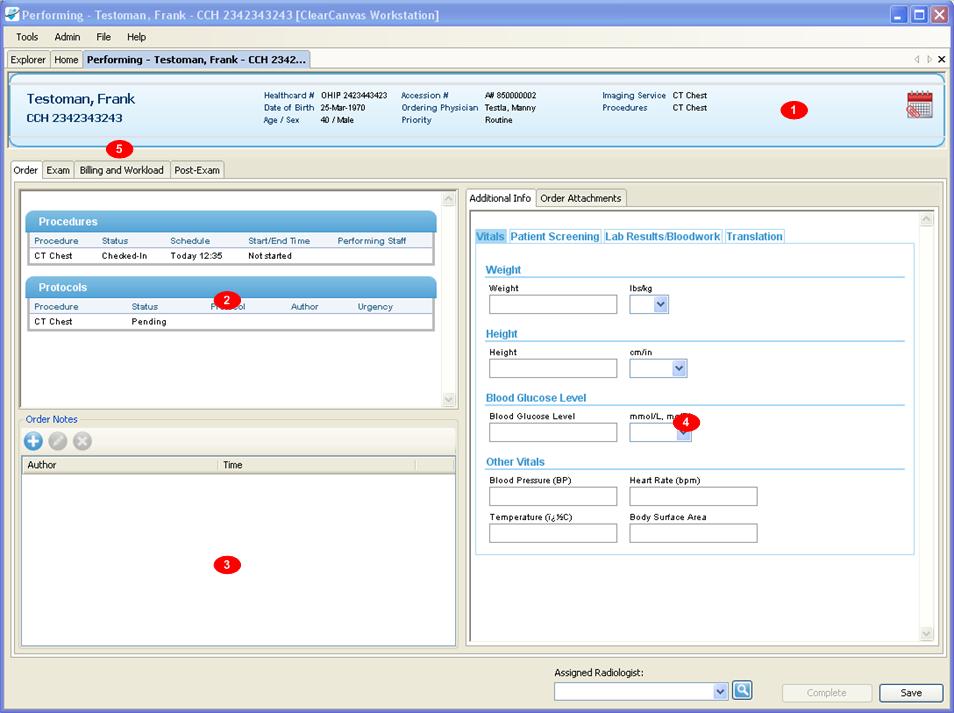 Performing - Testoman, Frank - CCH 2342343243 [ClearCanvas Workstation]
Tools Admin File Help
Explorer Home Performing - Testoman, Frank - CCH 2342...
Testoman, Frank
CCH 2342343243
Healthcard # OHIP 2423443423
Date of Birth 25-Mar-1970
Age / Sex 40 / Male
Accession # A# 850000002
Ordering Physician Testla, Manny
Priority Routine
Imaging Service CT Chest
Procedures CT Chest
1
5
Order Exam Billing and Workload Post-Exam
Procedures
Procedure Status Schedule Start/End Time Performing Staff
CT Chest Checked-In Today 12:35 Not started
Protocols
Procedure Status Author Urgency
2
CT Chest Pending
Order Notes
Author Time
3
Additional Info Order Attachments
Vitals Patient Screening Lab Results/Bloodwork Translation
Weight
Weight lbs/kg
Height
Height cm/in
Blood Glucose Level
Blood Glucose Level mmol/L,
4
Other Vitals
Blood Pressure (BP) Heart Rate (bpm)
Temperature (ï¿½C) Body Surface Area
Assigned Radiologist:
Complete Save